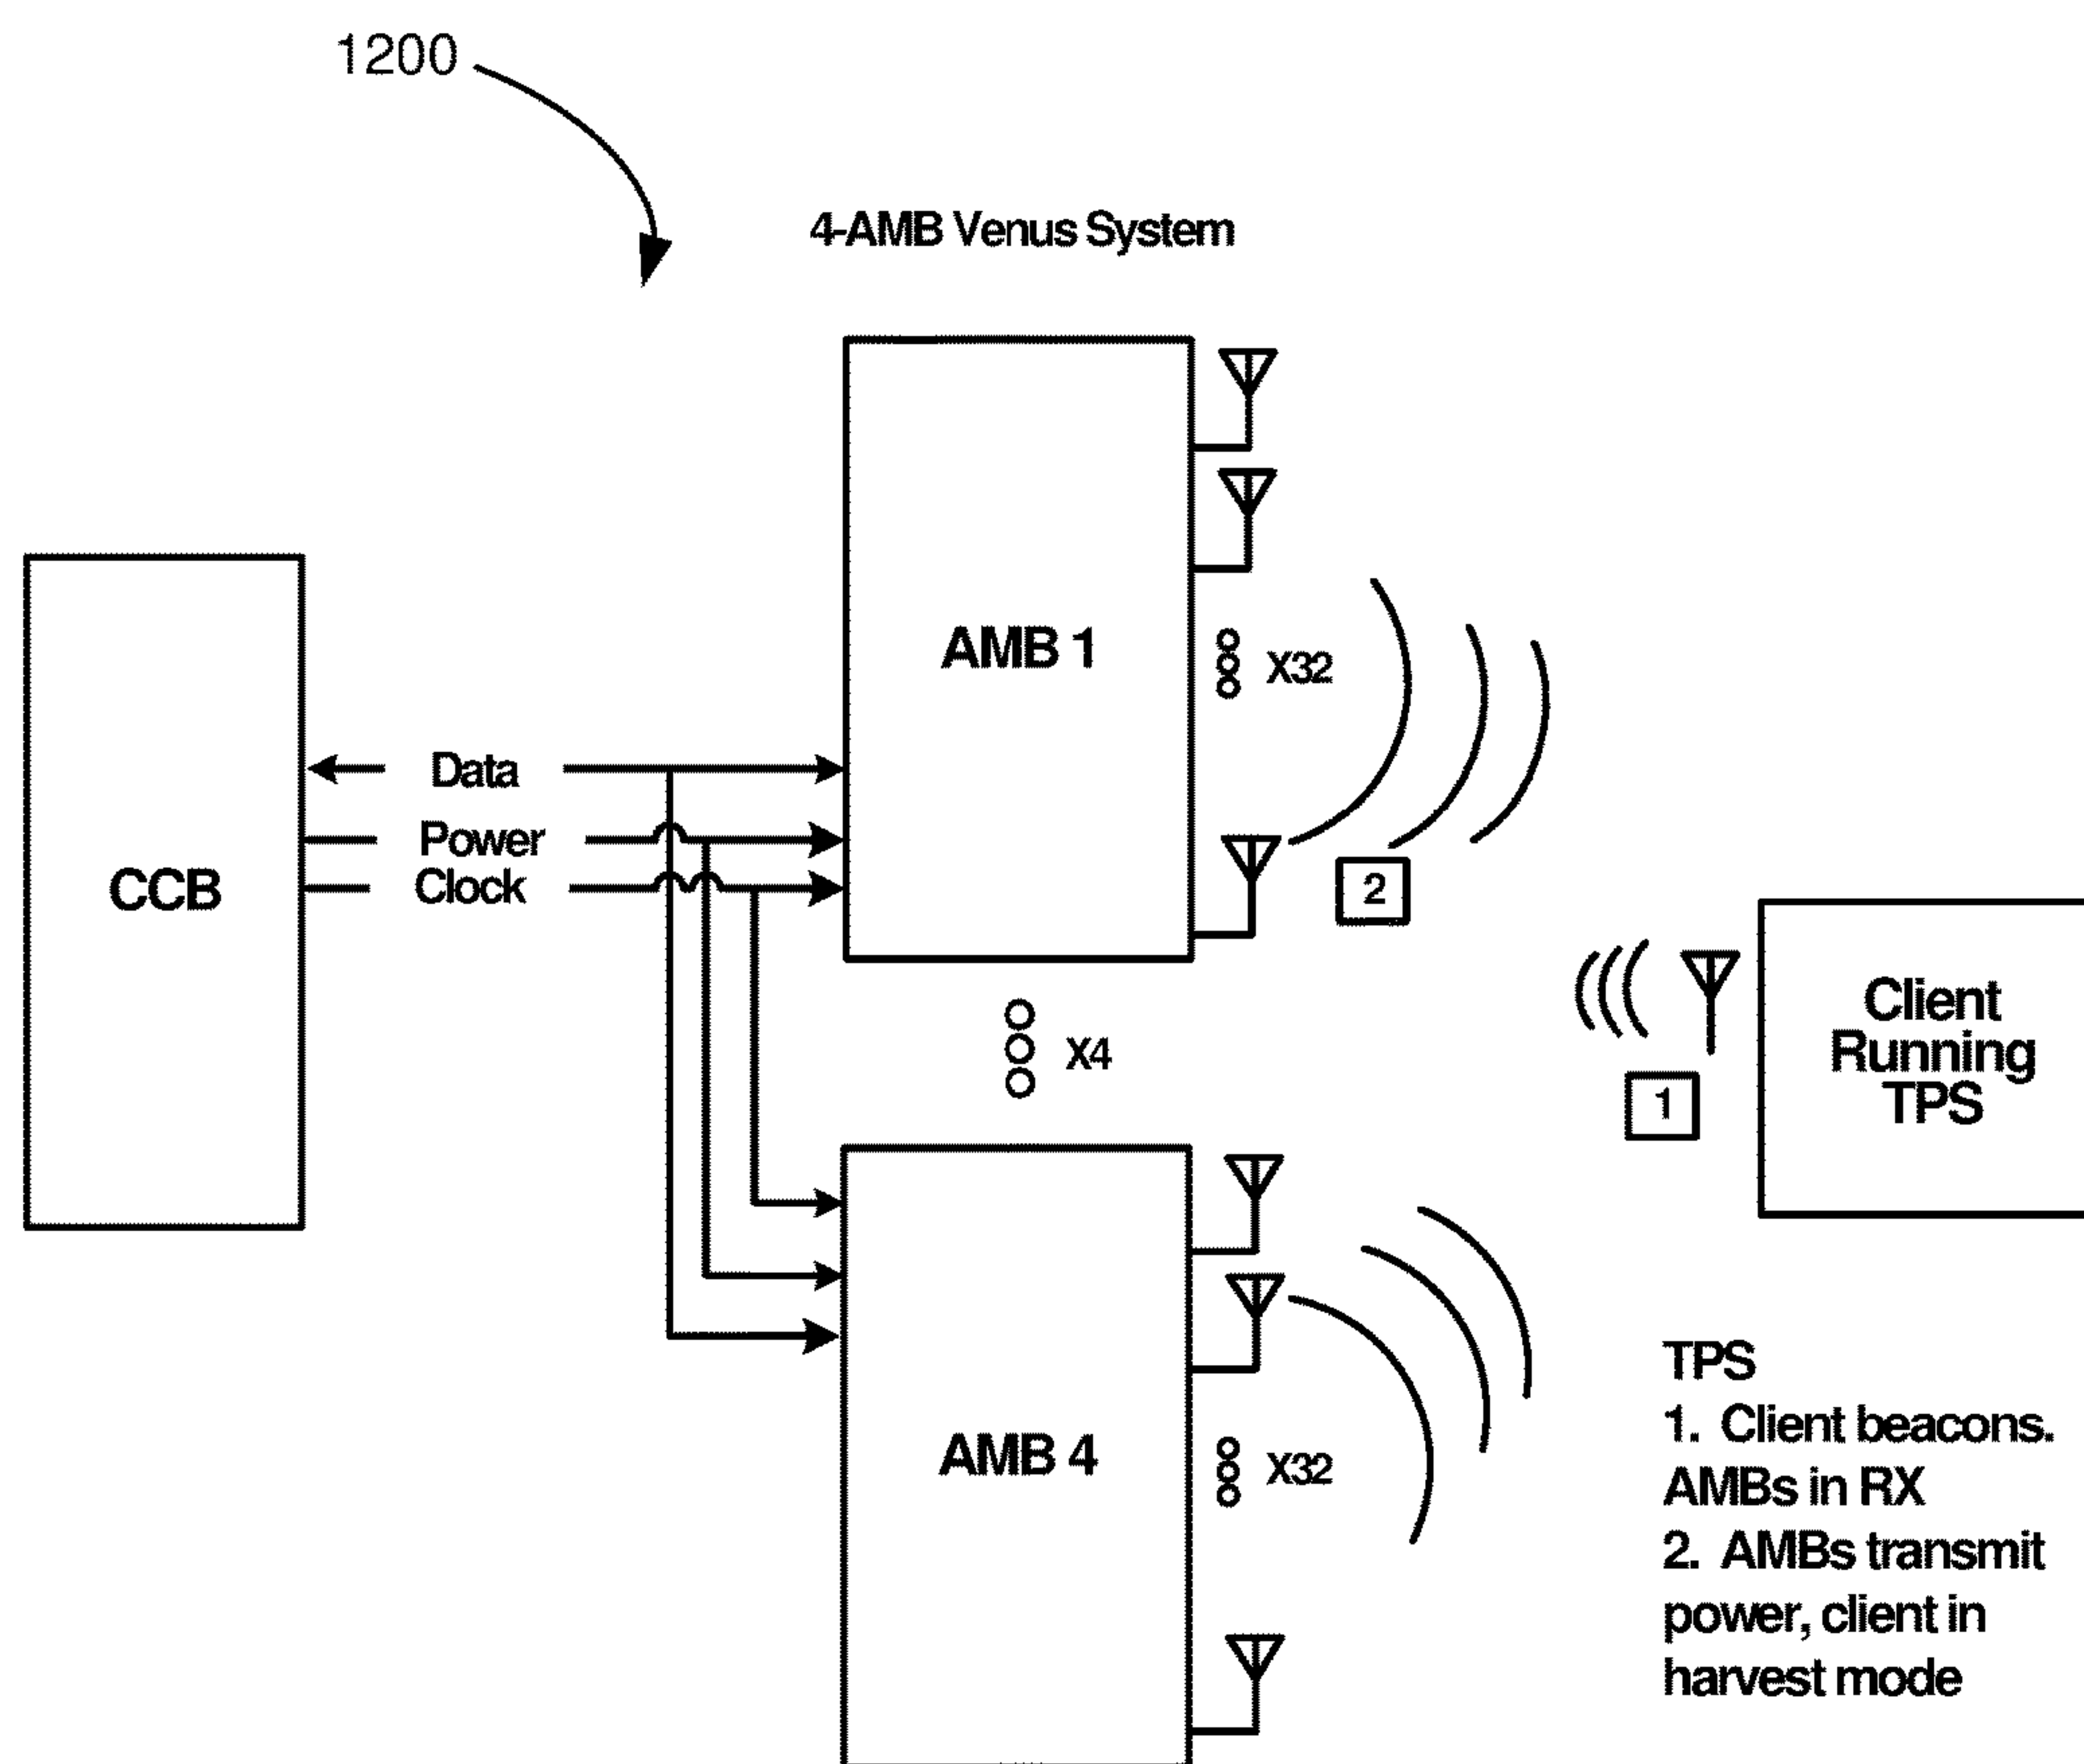 1200
4-AMB Venus System
AMB 1
X32
Data
Power
Clock
CCB
2
X4
1
Client
Running
TPS
AMB 4
X32
TPS
1. Client beacons.
AMBs in RX
2. AMBs transmit
power, client in
harvest mode